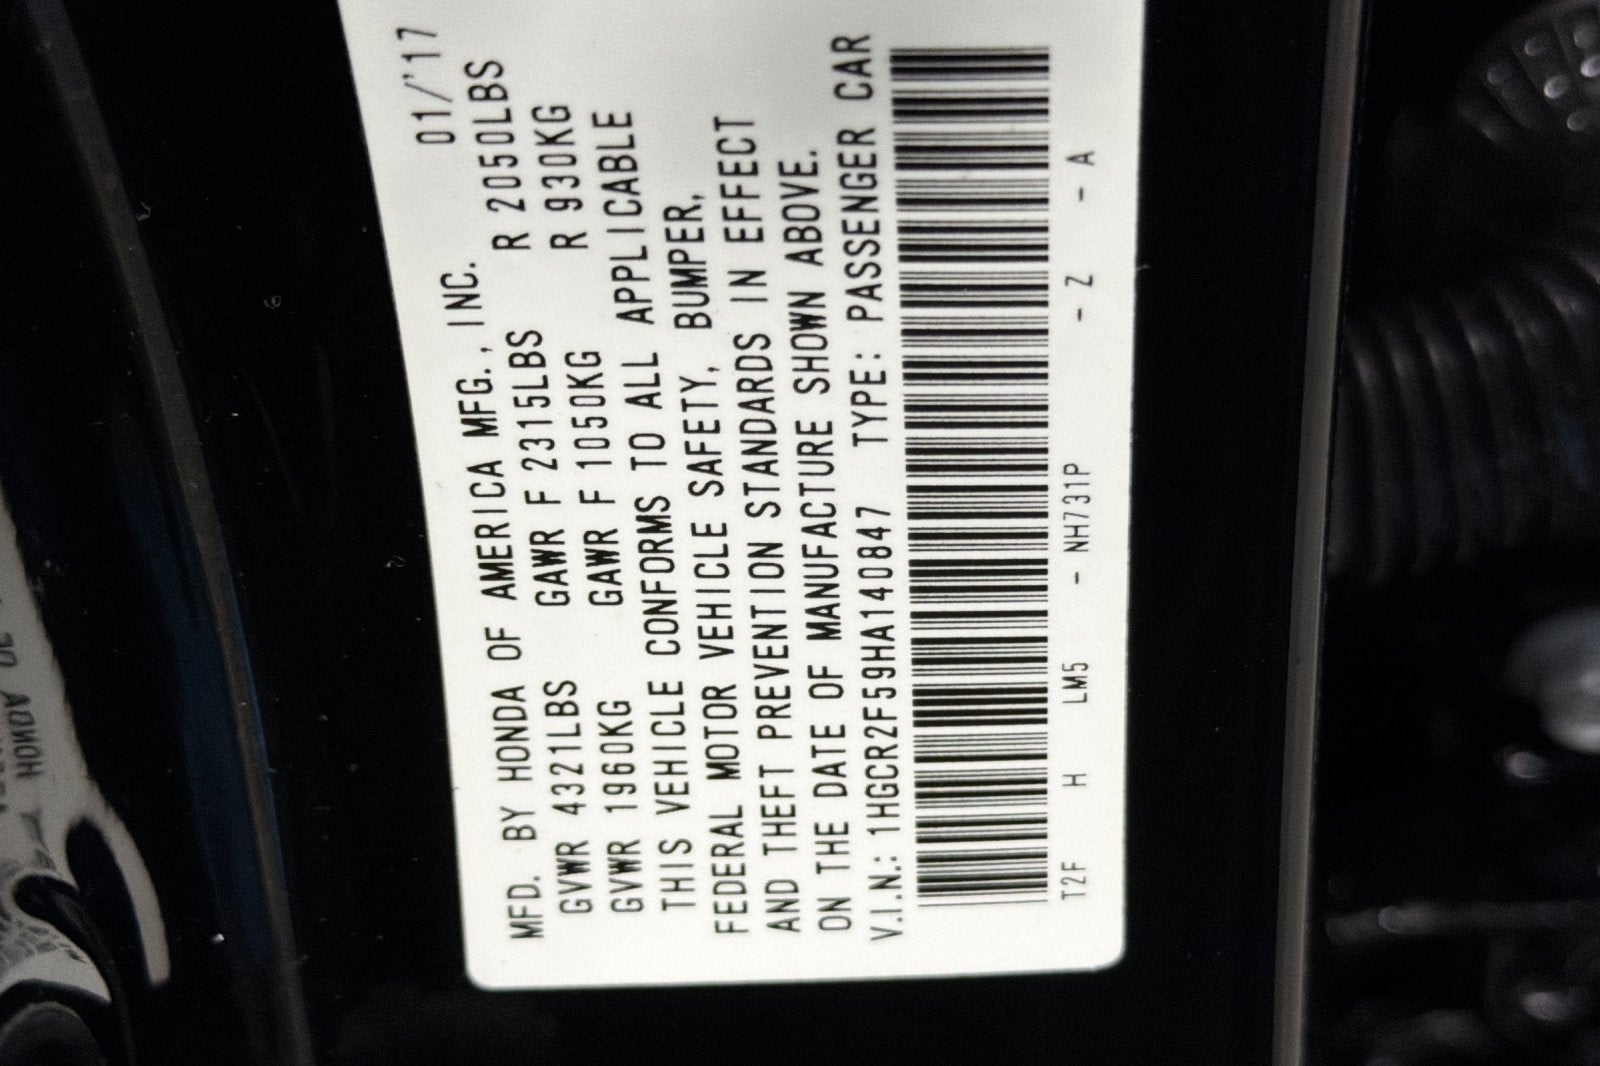 MFD. BY HONDA OF AMERICA MFG., INC. 01/'17
GVWR 4321LBS GAWR F 2315LBS R 2050LBS
GVWR 1960KG GAWR F 1050KG R 930KG
THIS VEHICLE CONFORMS TO ALL APPLICABLE
FEDERAL MOTOR VEHICLE SAFETY, BUMPER,
AND THEFT PREVENTION STANDARDS IN EFFECT
ON THE DATE OF MANUFACTURE SHOWN ABOVE.
V.I.N.: 1HGCR2F59HA140847 TYPE: PASSENGER CAR
T2F H LM5 - NH731P - Z - A
HONDA